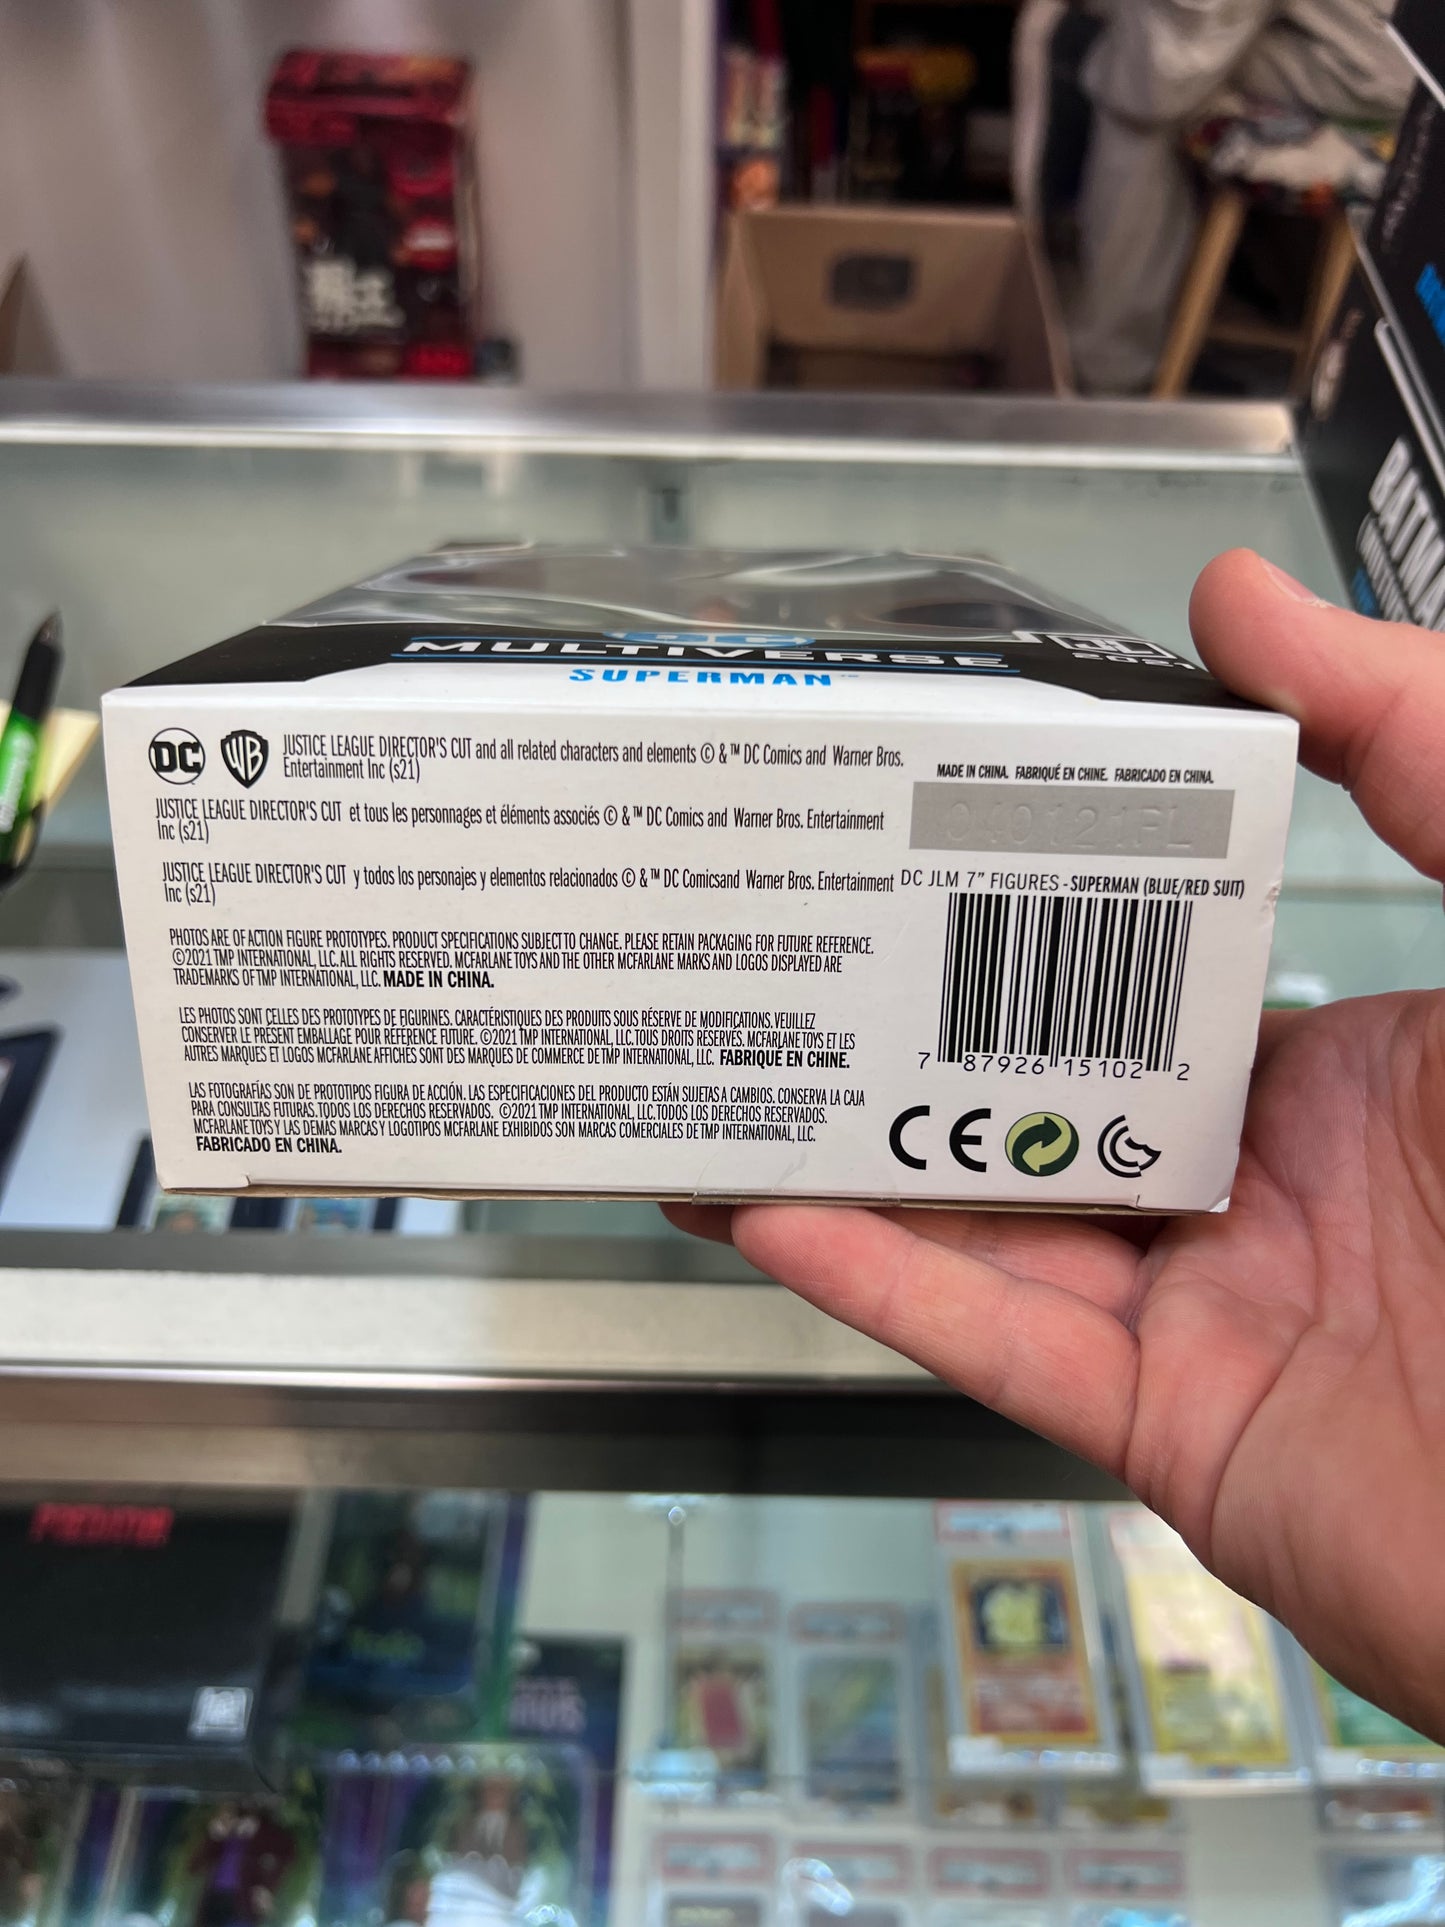 BATMA
DC
MULTIVERSE
JL
2021
SUPERMAN™
DC WB JUSTICE LEAGUE DIRECTOR'S CUT and all related characters and elements © & ™ DC Comics and Warner Bros.
Entertainment Inc (s21)
JUSTICE LEAGUE DIRECTOR'S CUT et tous les personnages et éléments associés © & ™ DC Comics and Warner Bros. Entertainment
Inc (s21)
JUSTICE LEAGUE DIRECTOR'S CUT y todos los personajes y elementos relacionados © & ™ DC Comicsand Warner Bros. Entertainment
Inc (s21)
PHOTOS ARE OF ACTION FIGURE PROTOTYPES. PRODUCT SPECIFICATIONS SUBJECT TO CHANGE. PLEASE RETAIN PACKAGING FOR FUTURE REFERENCE.
©2021 TMP INTERNATIONAL, LLC. ALL RIGHTS RESERVED. MCFARLANE TOYS AND THE OTHER MCFARLANE MARKS AND LOGOS DISPLAYED ARE
TRADEMARKS OF TMP INTERNATIONAL, LLC. MADE IN CHINA.
LES PHOTOS SONT CELLES DES PROTOTYPES DE FIGURINES. CARACTÉRISTIQUES DES PRODUITS SOUS RÉSERVE DE MODIFICATIONS. VEUILLEZ
CONSERVER LE PRÉSENT EMBALLAGE POUR RÉFÉRENCE FUTURE. ©2021 TMP INTERNATIONAL, LLC. TOUS DROITS RÉSERVÉS. MCFARLANE TOYS ET LES
AUTRES MARQUES ET LOGOS MCFARLANE AFFICHÉS SONT DES MARQUES DE COMMERCE DE TMP INTERNATIONAL, LLC. FABRIQUÉ EN CHINE.
LAS FOTOGRAFÍAS SON DE PROTOTIPOS FIGURA DE ACCIÓN. LAS ESPECIFICACIONES DEL PRODUCTO ESTÁN SUJETAS A CAMBIOS. CONSERVA LA CAJA
PARA CONSULTAS FUTURAS. TODOS LOS DERECHOS RESERVADOS. ©2021 TMP INTERNATIONAL, LLC. TODOS LOS DERECHOS RESERVADOS.
MCFARLANE TOYS Y LAS DEMÁS MARCAS Y LOGOTIPOS MCFARLANE EXHIBIDOS SON MARCAS COMERCIALES DE TMP INTERNATIONAL, LLC.
FABRICADO EN CHINA.
MADE IN CHINA. FABRIQUÉ EN CHINE. FABRICADO EN CHINA.
040121FL
DC JLM 7” FIGURES - SUPERMAN (BLUE/RED SUIT)
7 87926 15102 2
CE
PREDATOR